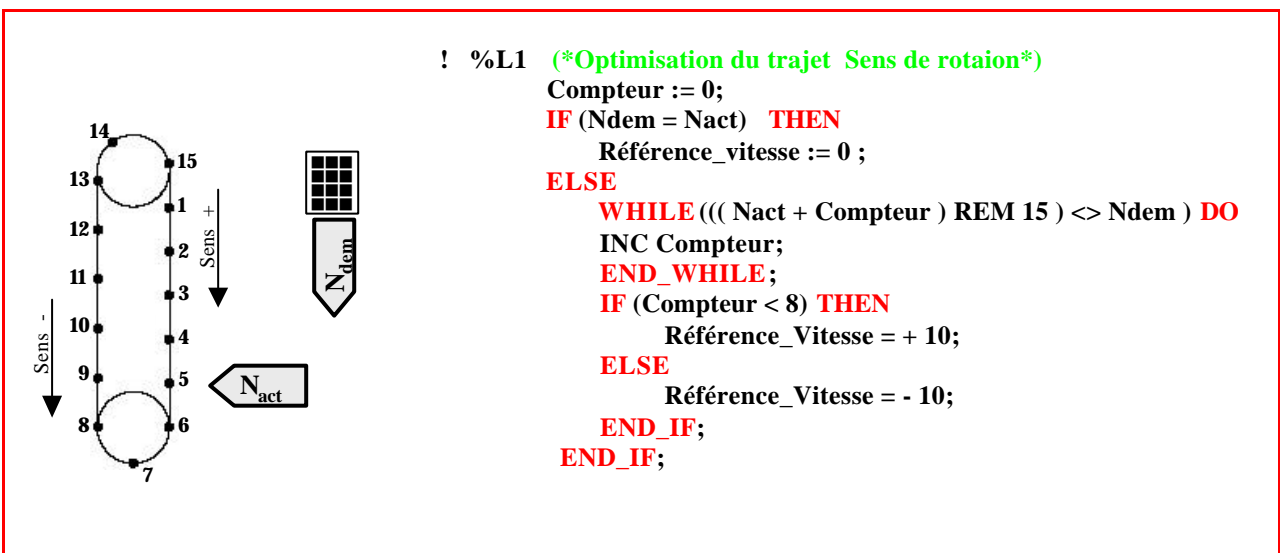 ! %L1 (*Optimisation du trajet Sens de rotaion*)
Compteur := 0;
IF (Ndem = Nact) THEN
Référence_vitesse := 0 ;
ELSE
WHILE ((( Nact + Compteur ) REM 15 ) <> Ndem ) DO
INC Compteur;
END_WHILE ;
IF (Compteur < 8) THEN
Référence_Vitesse = + 10;
ELSE
Référence_Vitesse = - 10;
END_IF;
END_IF;
14
15
13
1
12
2
11
3
10
4
9
5
8
6
7
Sens +
Sens -
Ndem
Nact